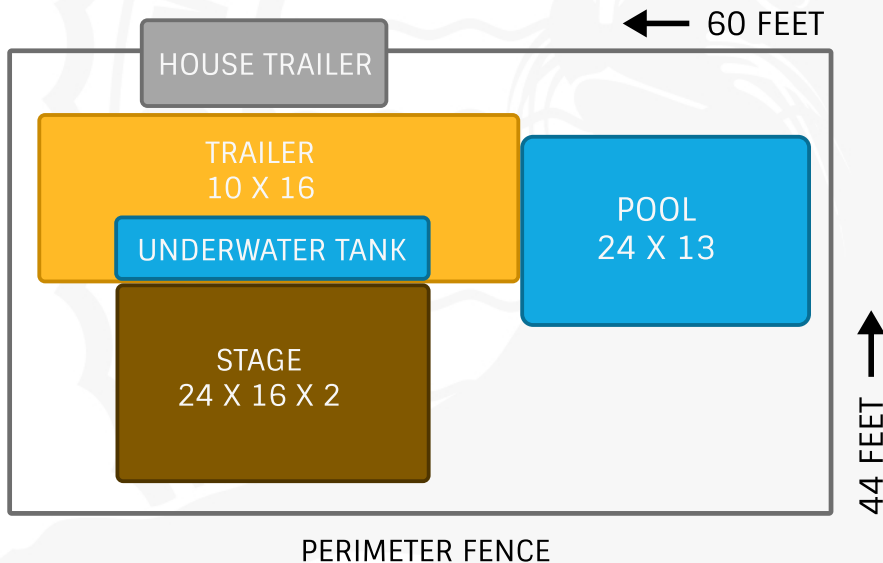 60 FEET
HOUSE TRAILER
TRAILER
10 X 16
POOL
24 X 13
UNDERWATER TANK
STAGE
24 X 16 X 2
44 FEET
PERIMETER FENCE